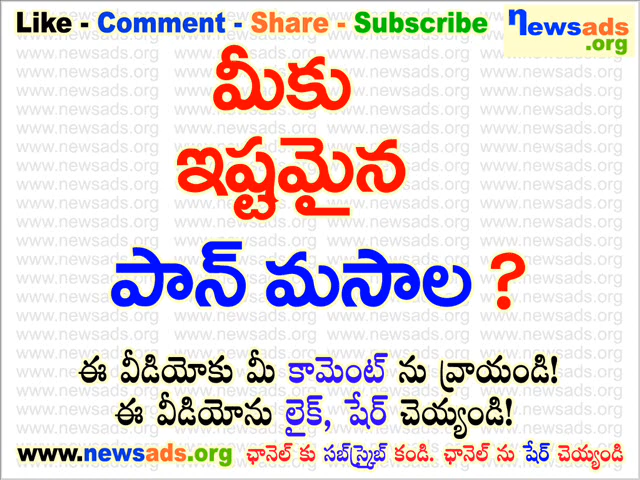 Like - Comment - Share - Subscribe
newsads
.org
మీకు
ఇష్టమైన
పాన్ మసాల ?
ఈ వీడియోకు మీ కామెంట్ ను వ్రాయండి!
ఈ వీడియోను లైక్, షేర్ చెయ్యండి!
www.newsads.org ఛానెల్ కు సబ్‌స్క్రైబ్ కండి. ఛానెల్ ను షేర్ చెయ్యండి